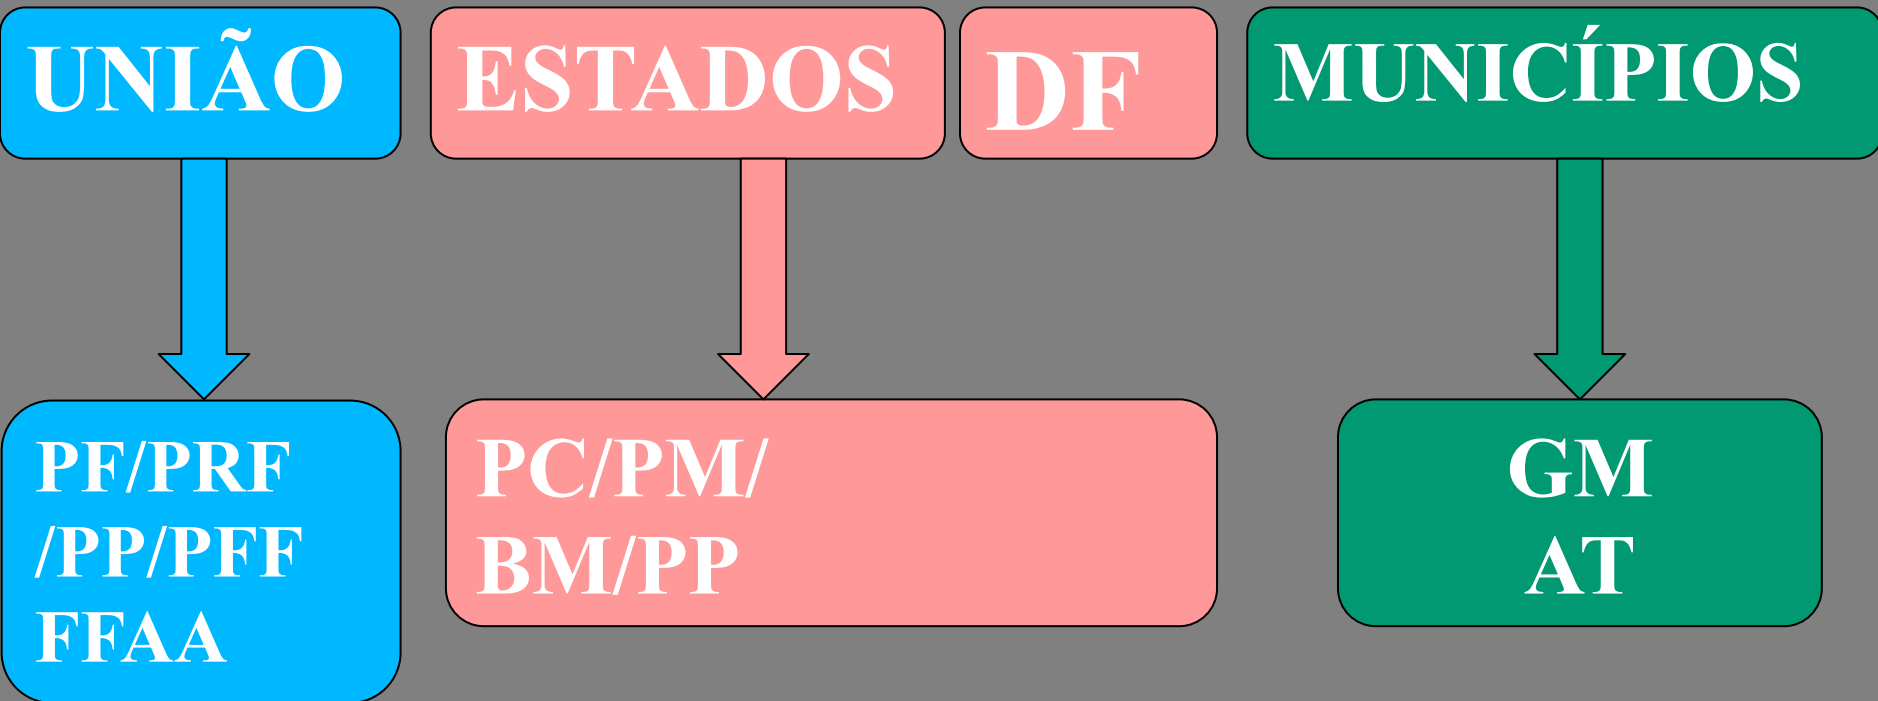 UNIÃO
ESTADOS
DF
MUNICÍPIOS
PF/PRF
/PP/PFF
FFAA
PC/PM/
BM/PP
GM
AT